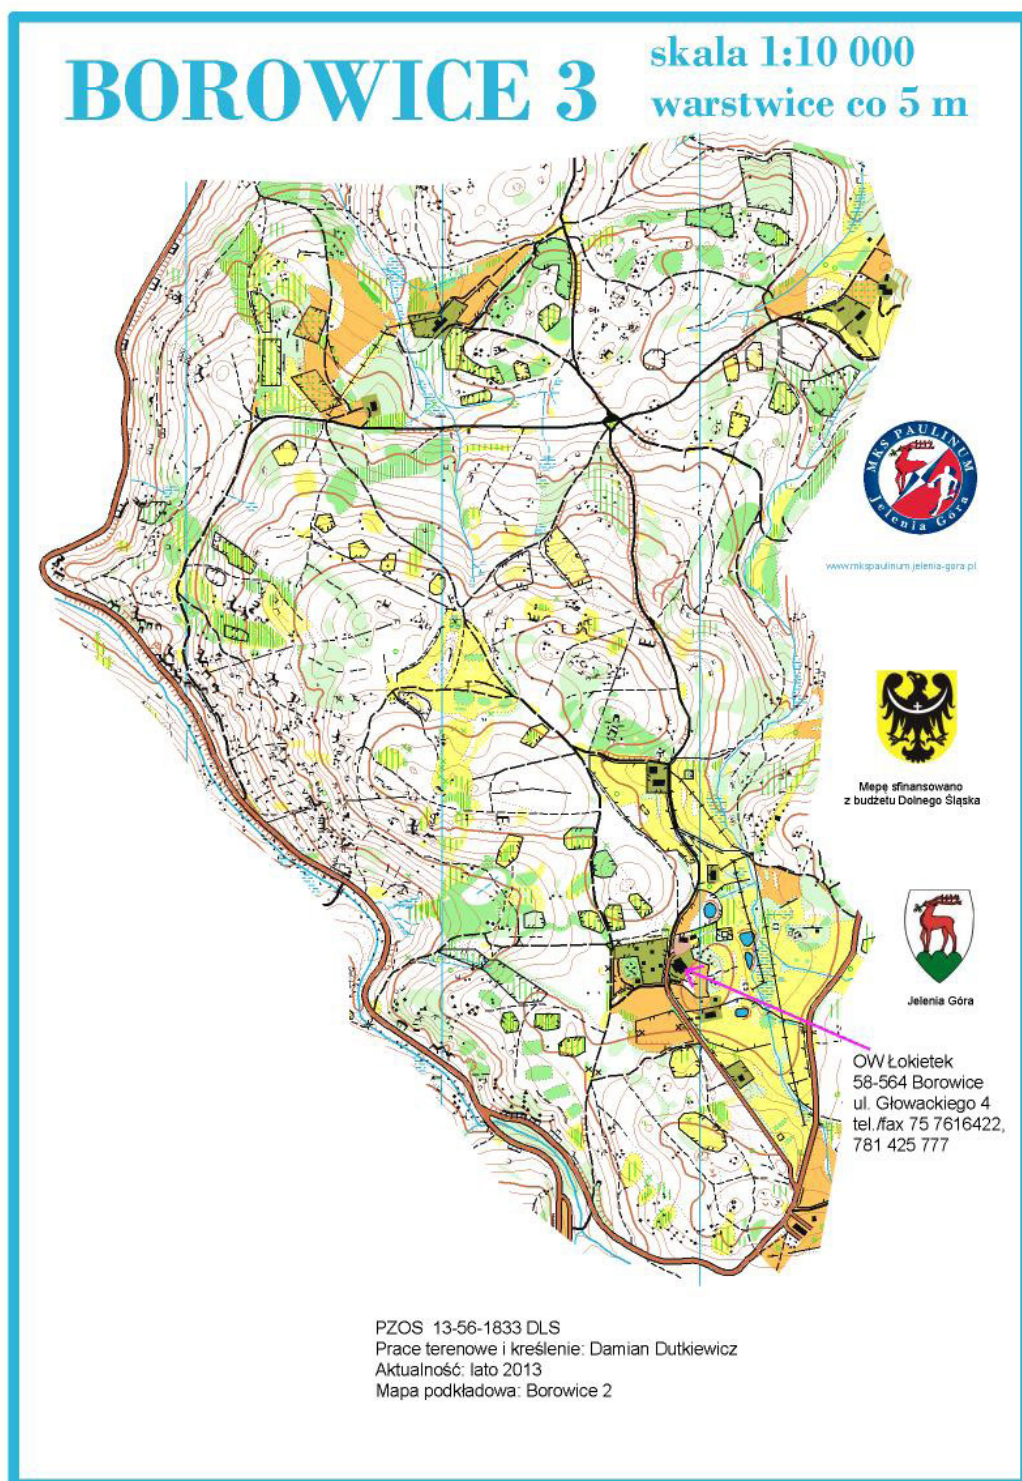 BOROWICE 3
skala 1:10 000
warstwice co 5 m
MKS PAULINUM
Jelenia Góra
www.mkspaulinum.jelenia-gora.pl
Mepę sfinansowano
z budżetu Dolnego Śląska
Jelenia Góra
OW Łokietek
58-564 Borowice
ul. Głowackiego 4
tel./fax 75 7616422,
781 425 777
PZOS 13-56-1833 DLS
Prace terenowe i kreślenie: Damian Dutkiewicz
Aktualność: lato 2013
Mapa podkładowa: Borowice 2